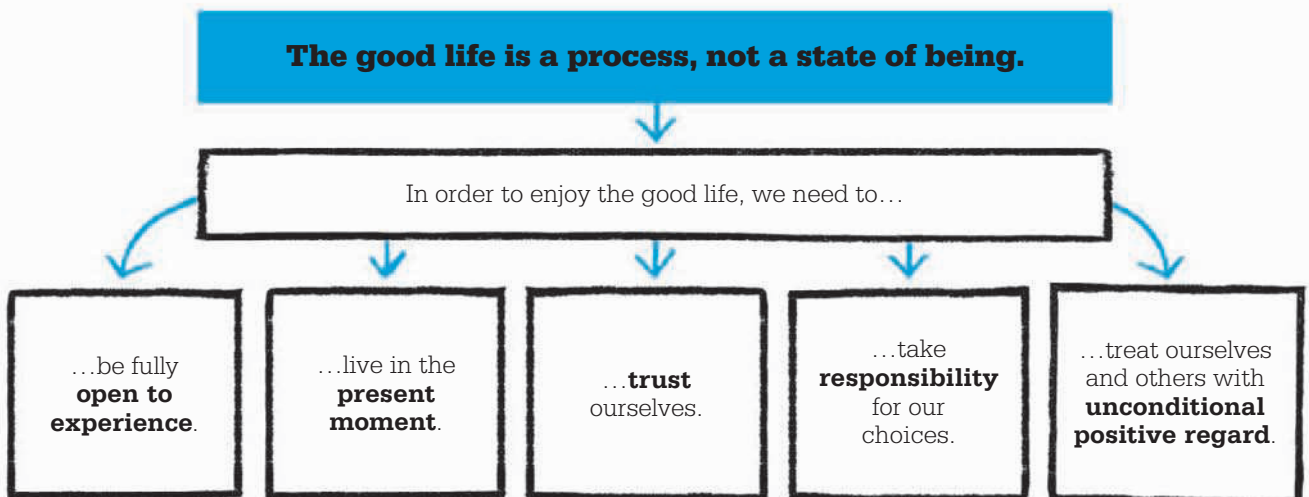 The good life is a process, not a state of being.
In order to enjoy the good life, we need to…
…be fully
open to
experience.
…live in the
present
moment.
…trust
ourselves.
…take
responsibility
for our
choices.
…treat ourselves
and others with
unconditional
positive regard.